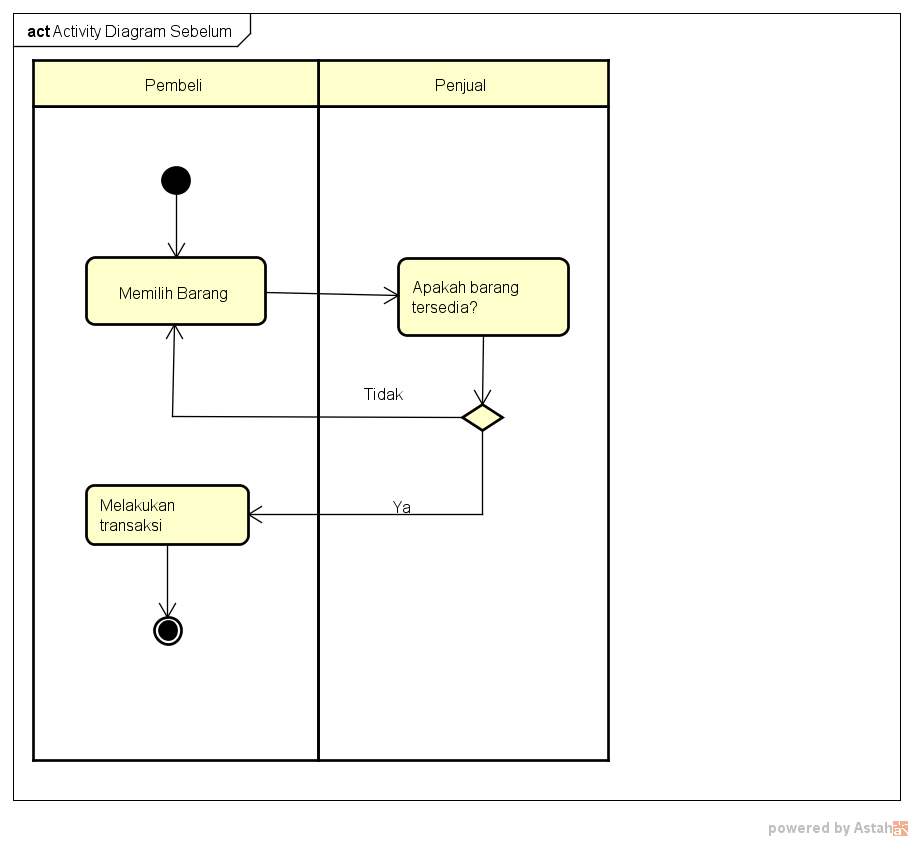 act Activity Diagram Sebelum
Pembeli
Penjual
Memilih Barang
Apakah barang
tersedia?
Tidak
Melakukan
transaksi
Ya
powered by Astah